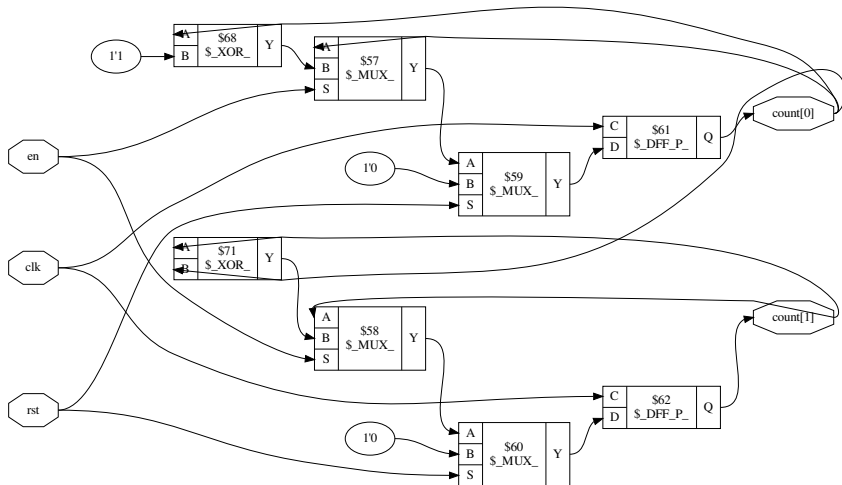 A
B
$68
$_XOR_
Y
1'1
A
B
S
$57
$_MUX_
Y
count[0]
C
D
$61
$_DFF_P_
Q
en
1'0
A
B
S
$59
$_MUX_
Y
A
B
$71
$_XOR_
Y
clk
A
B
S
$58
$_MUX_
Y
count[1]
C
D
$62
$_DFF_P_
Q
rst
1'0
A
B
S
$60
$_MUX_
Y